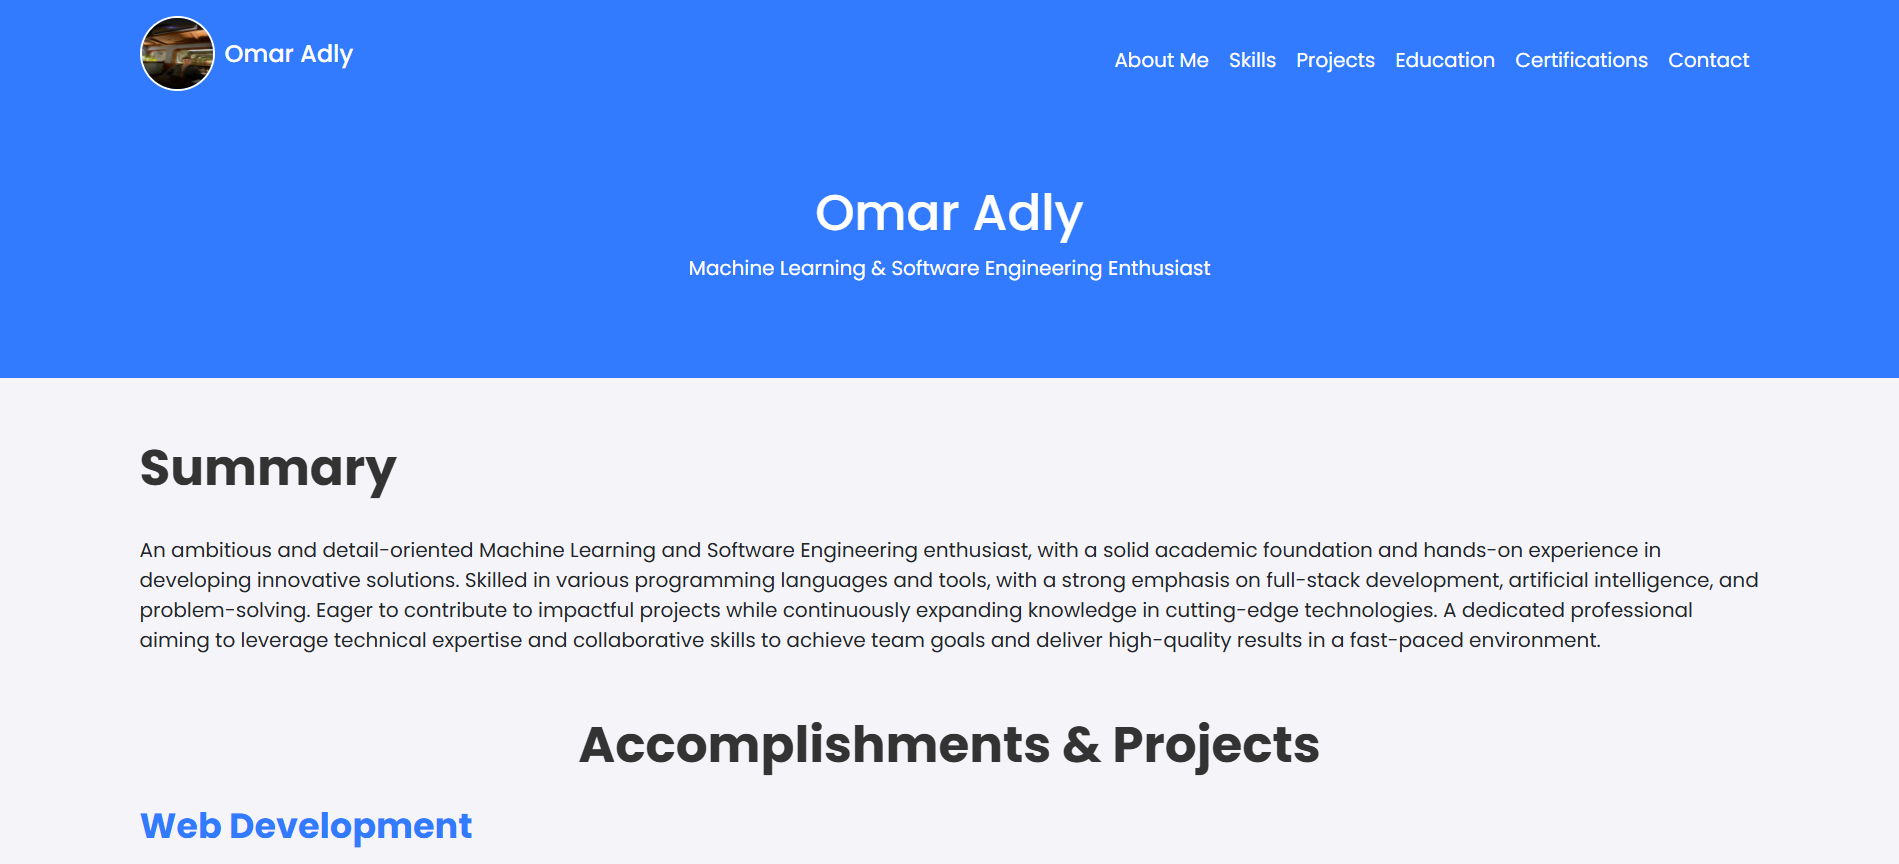 Omar Adly
About Me Skills Projects Education Certifications Contact
Omar Adly
Machine Learning & Software Engineering Enthusiast
Summary
An ambitious and detail-oriented Machine Learning and Software Engineering enthusiast, with a solid academic foundation and hands-on experience in
developing innovative solutions. Skilled in various programming languages and tools, with a strong emphasis on full-stack development, artificial intelligence, and
problem-solving. Eager to contribute to impactful projects while continuously expanding knowledge in cutting-edge technologies. A dedicated professional
aiming to leverage technical expertise and collaborative skills to achieve team goals and deliver high-quality results in a fast-paced environment.
Accomplishments & Projects
Web Development